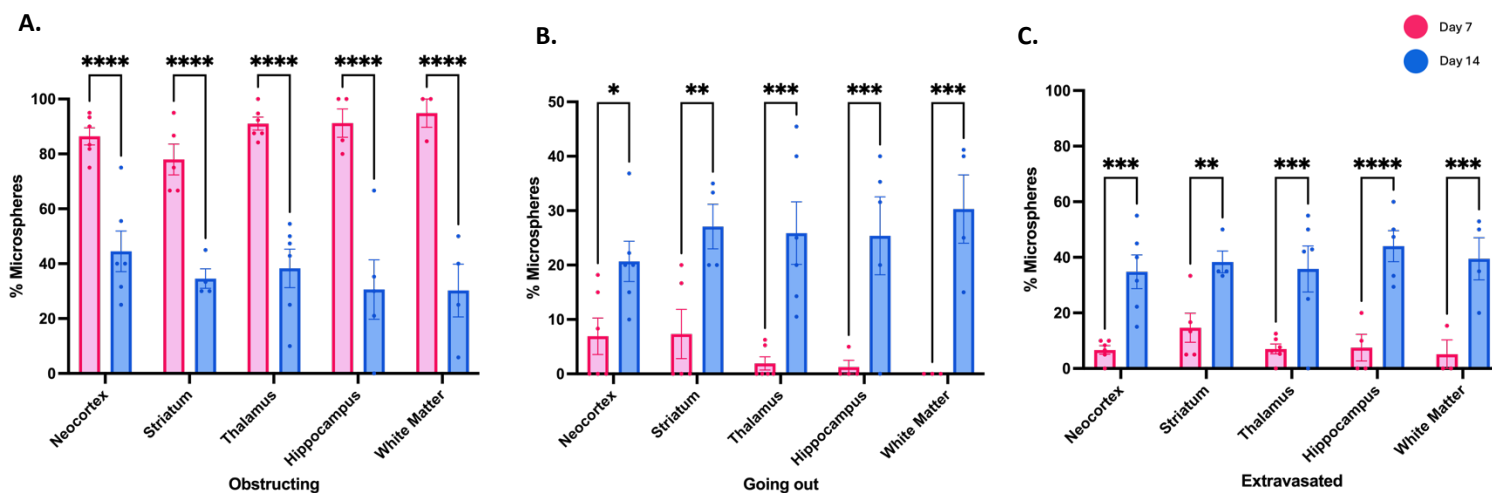 A.
B.
C.
Day 7
Day 14
**** **** **** **** ****
% Microspheres
100
80
60
40
20
0
Neocortex
Striatum
Thalamus
Hippocampus
White Matter
Obstructing
* ** *** *** ***
% Microspheres
50
40
30
20
10
0
Neocortex
Striatum
Thalamus
Hippocampus
White Matter
Going out
*** ** *** **** ***
% Microspheres
100
80
60
40
20
0
Neocortex
Striatum
Thalamus
Hippocampus
White Matter
Extravasated